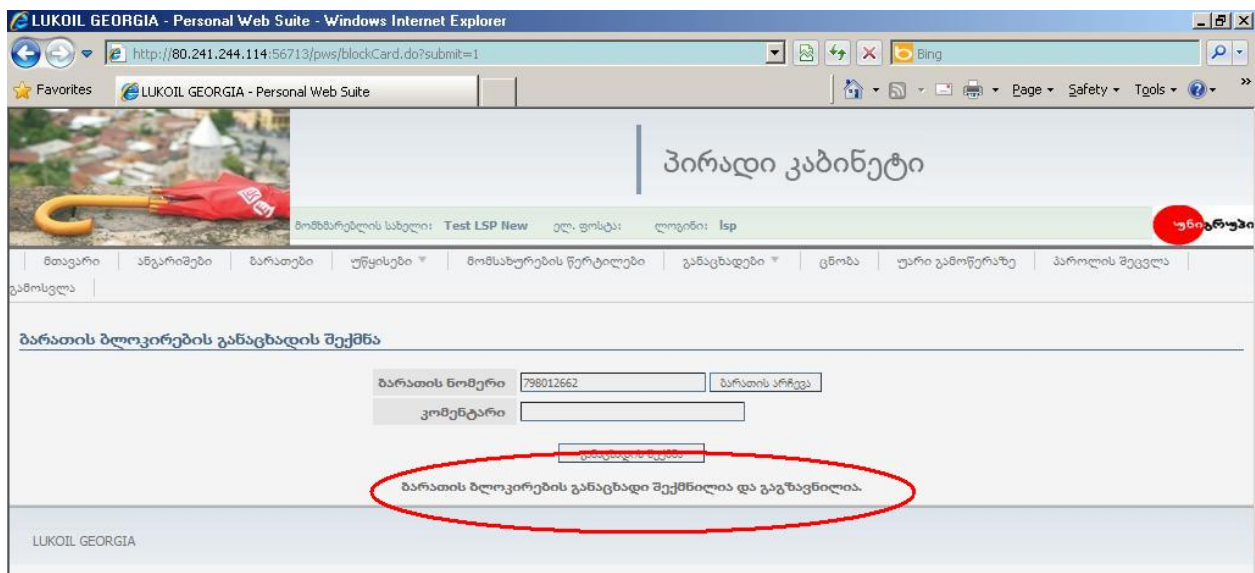 LUKOIL GEORGIA - Personal Web Suite - Windows Internet Explorer
http://80.241.244.114:56713/pws/blockCard.do?submit=1
Bing
Favorites
LUKOIL GEORGIA - Personal Web Suite
Page Safety Tools
პირადი კაბინეტი
მომხმარებლის სახელი: Test LSP New ელ. ფოსტა: ლოგინი: lsp
უნიგრუპი
მთავარი ანგარიშები ბარათები უწყისები მომსახურების წერტილები განაცხადები ცნობა უარი გამოწერაზე პაროლის შეცვლა
გამოსვლა
ბარათის ბლოკირების განაცხადის შექმნა
ბარათის ნომერი 798012662 ბარათის არჩევა
კომენტარი
განაცხადის შექმნა
ბარათის ბლოკირების განაცხადი შექმნილია და გაგზავნილია.
LUKOIL GEORGIA